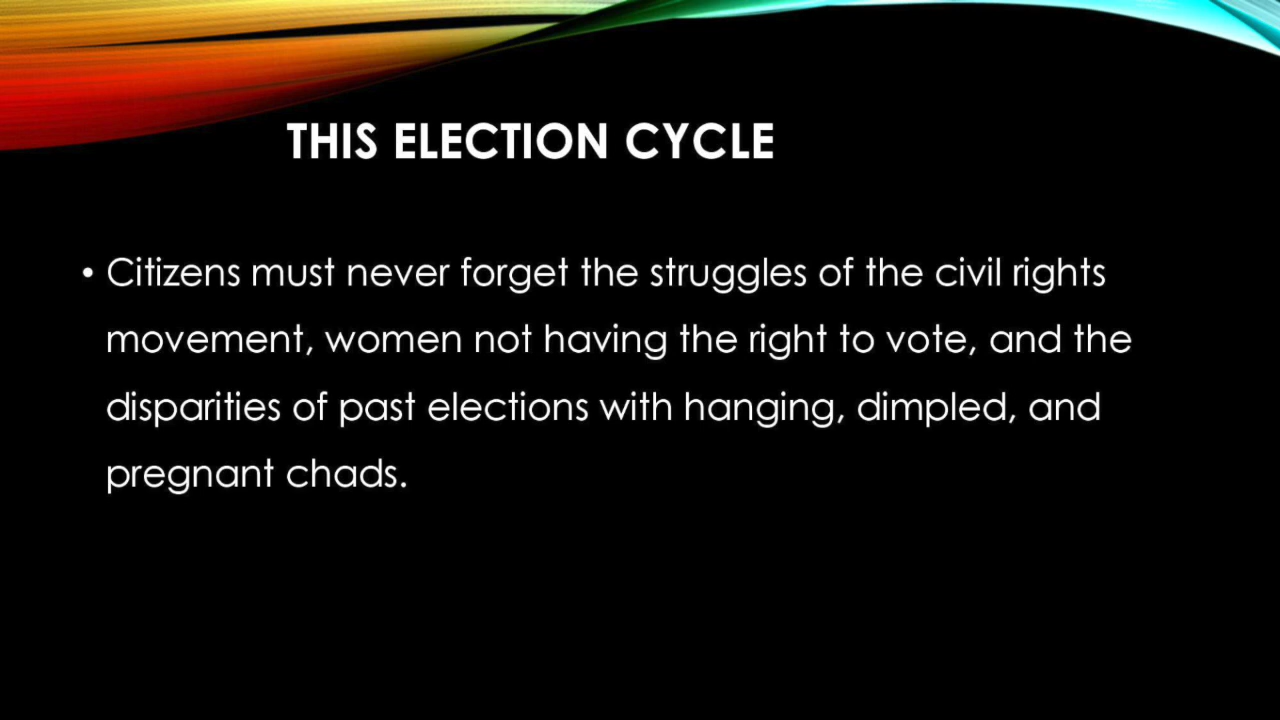 THIS ELECTION CYCLE
• Citizens must never forget the struggles of the civil rights
movement, women not having the right to vote, and the
disparities of past elections with hanging, dimpled, and
pregnant chads.